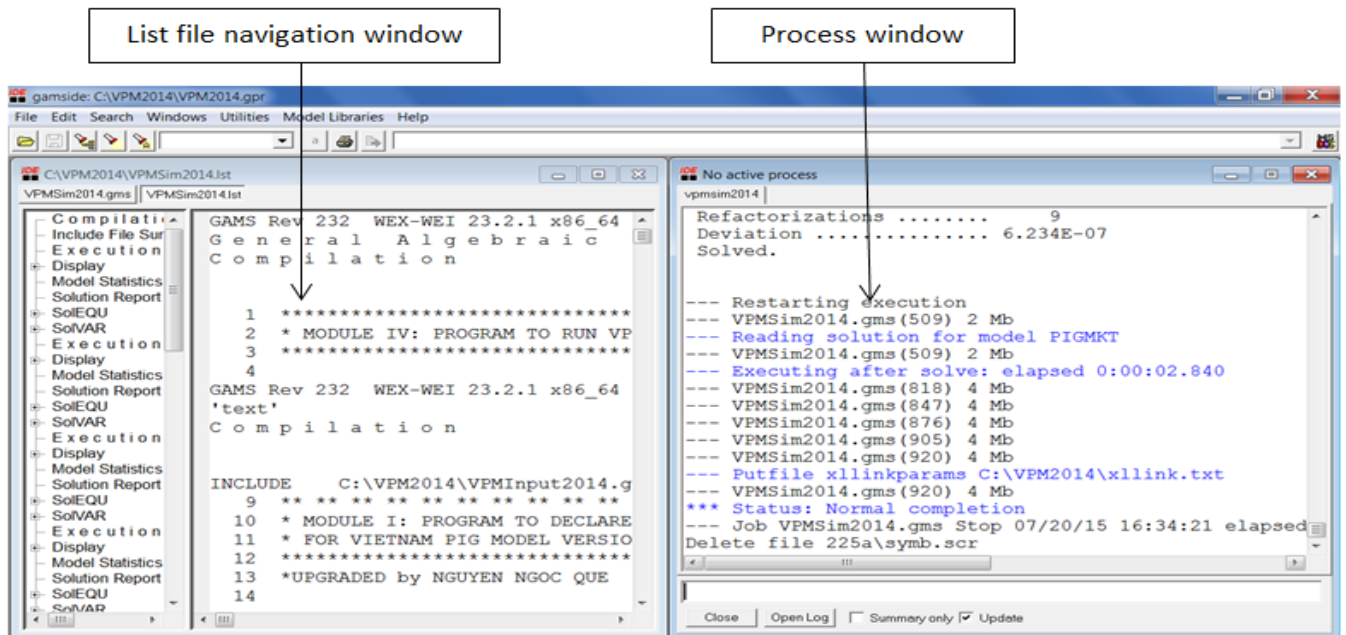 List file navigation window
Process window
IDE gamside: C:\VPM2014\VPM2014.gpr
File Edit Search Windows Utilities Model Libraries Help
a
IDE C:\VPM2014\VPMSim2014.lst
VPMSim2014.gms VPMSim2014.lst
Compilati
Include File Sur
Execution
Display
Model Statistics
Solution Report
SolEQU
SolVAR
Execution
Display
Model Statistics
Solution Report
SolEQU
SolVAR
Execution
Display
Model Statistics
Solution Report
SolEQU
SolVAR
Execution
Display
Model Statistics
Solution Report
SolEQU
SolVAR
GAMS Rev 232 WEX-WEI 23.2.1 x86_64
G e n e r a l A l g e b r a i c
C o m p i l a t i o n
1 ******************************
2 * MODULE IV: PROGRAM TO RUN VP
3 ******************************
4
GAMS Rev 232 WEX-WEI 23.2.1 x86_64
'text'
C o m p i l a t i o n
INCLUDE C:\VPM2014\VPMInput2014.g
9 ** ** ** ** ** ** ** ** ** **
10 * MODULE I: PROGRAM TO DECLARE
11 * FOR VIETNAM PIG MODEL VERSIO
12 ******************************
13 *UPGRADED by NGUYEN NGOC QUE
14
IDE No active process
vpmsim2014
Refactorizations ........ 9
Deviation ............... 6.234E-07
Solved.
--- Restarting execution
--- VPMSim2014.gms(509) 2 Mb
--- Reading solution for model PIGMKT
--- VPMSim2014.gms(509) 2 Mb
--- Executing after solve: elapsed 0:00:02.840
--- VPMSim2014.gms(818) 4 Mb
--- VPMSim2014.gms(847) 4 Mb
--- VPMSim2014.gms(876) 4 Mb
--- VPMSim2014.gms(905) 4 Mb
--- VPMSim2014.gms(920) 4 Mb
--- Putfile xllinkparams C:\VPM2014\xllink.txt
--- VPMSim2014.gms(920) 4 Mb
*** Status: Normal completion
--- Job VPMSim2014.gms Stop 07/20/15 16:34:21 elapsed
Delete file 225a\symb.scr
Close Open Log Summary only Update